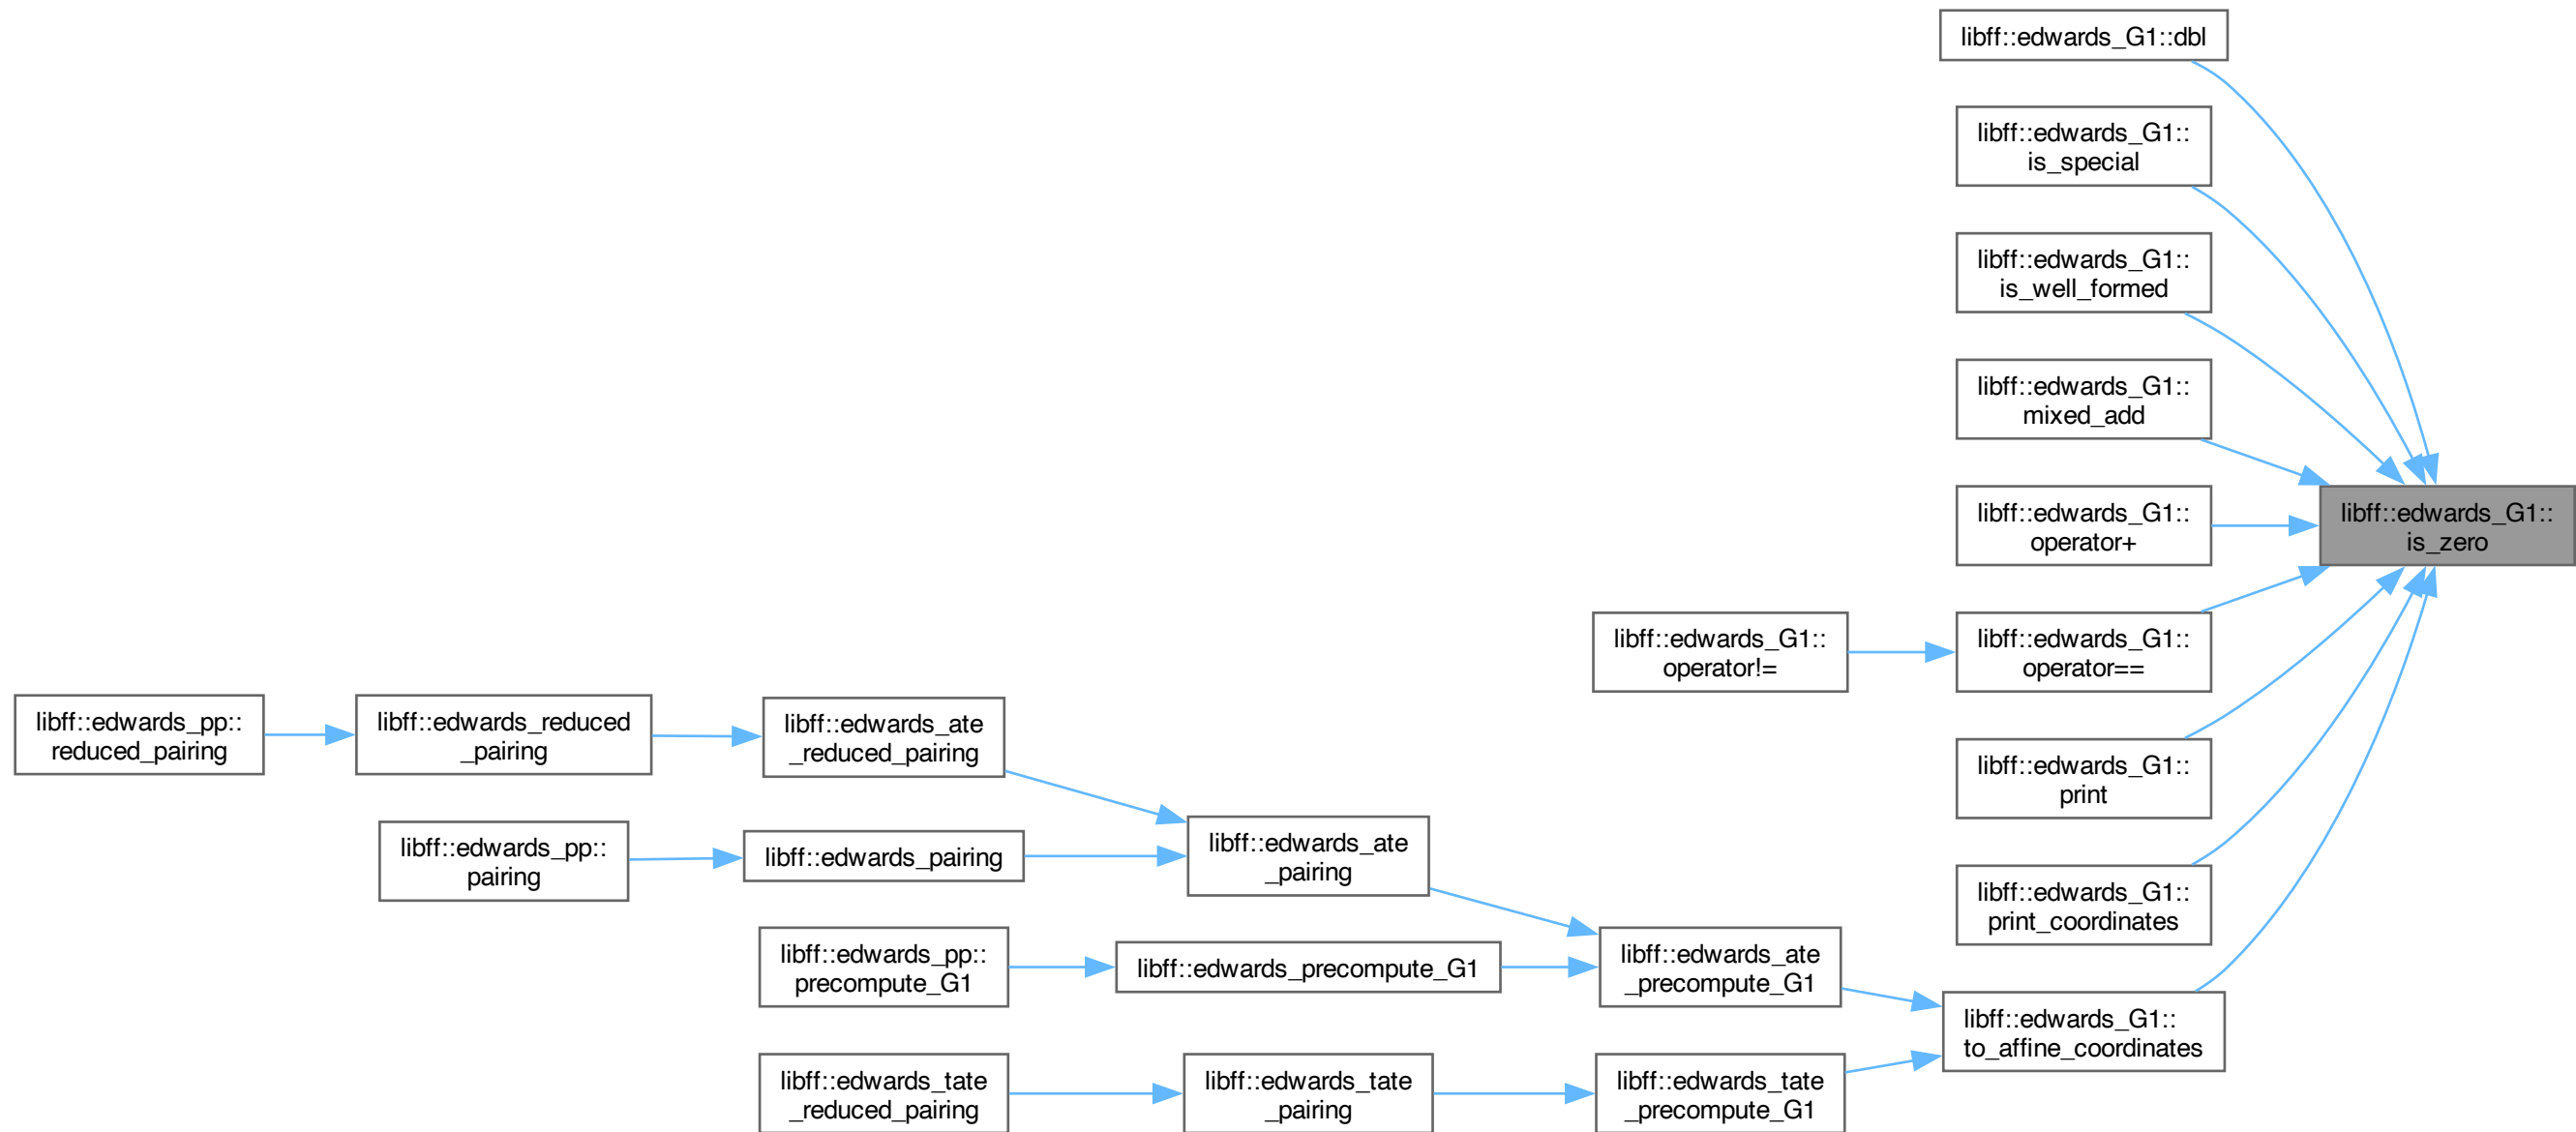 libff::edwards_G1::dbl
libff::edwards_G1::
is_special
libff::edwards_G1::
is_well_formed
libff::edwards_G1::
mixed_add
libff::edwards_G1::
operator+
libff::edwards_G1::
is_zero
libff::edwards_G1::
operator!=
libff::edwards_G1::
operator==
libff::edwards_pp::
reduced_pairing
libff::edwards_reduced
_pairing
libff::edwards_ate
_reduced_pairing
libff::edwards_G1::
print
libff::edwards_pp::
pairing
libff::edwards_pairing
libff::edwards_ate
_pairing
libff::edwards_G1::
print_coordinates
libff::edwards_pp::
precompute_G1
libff::edwards_precompute_G1
libff::edwards_ate
_precompute_G1
libff::edwards_G1::
to_affine_coordinates
libff::edwards_tate
_reduced_pairing
libff::edwards_tate
_pairing
libff::edwards_tate
_precompute_G1